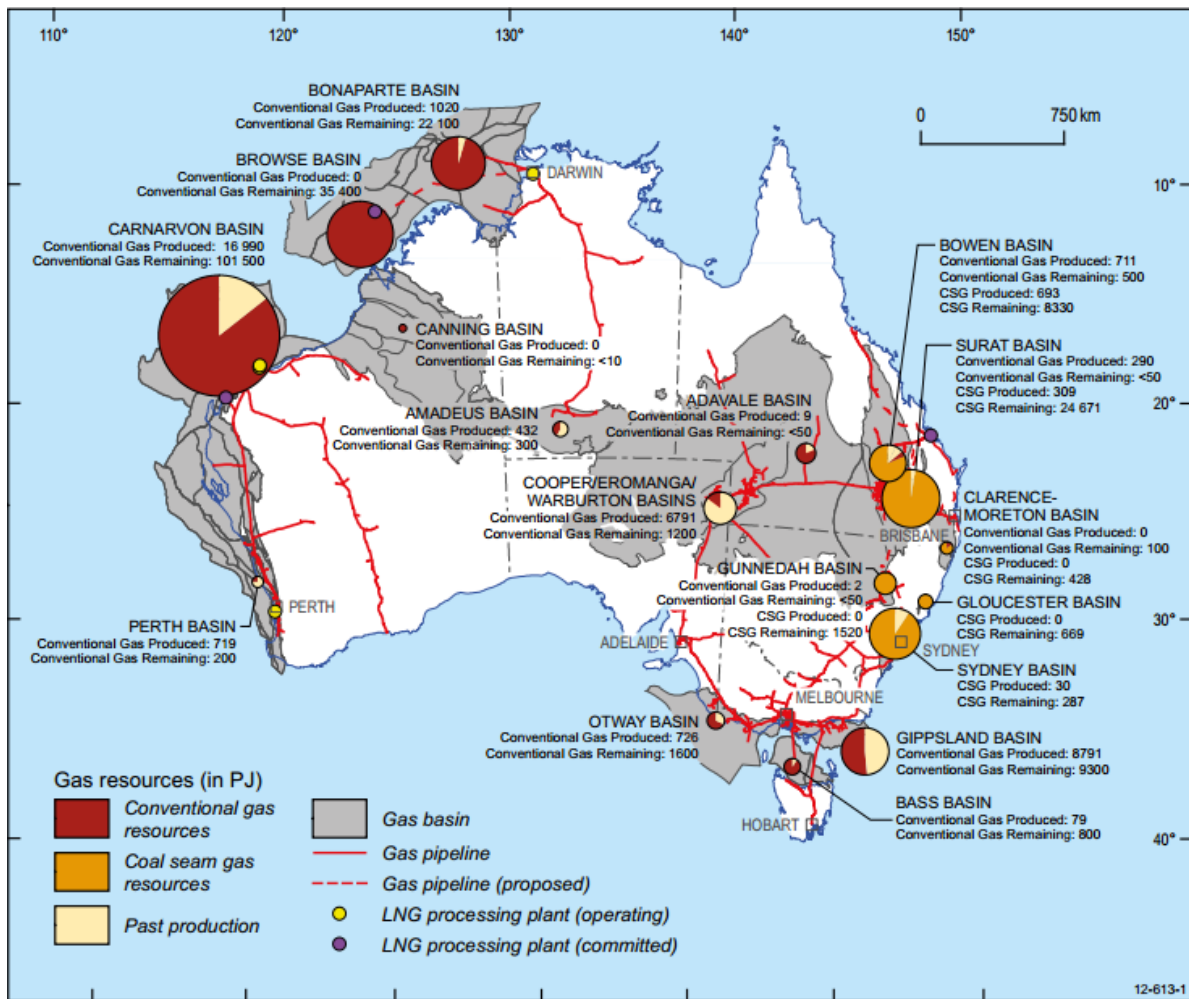 110°
120°
130°
140°
150°
BONAPARTE BASIN
Conventional Gas Produced: 1020
Conventional Gas Remaining: 22 100
0 750 km
BROWSE BASIN
Conventional Gas Produced: 0
Conventional Gas Remaining: 35 400
DARWIN
10°
CARNARVON BASIN
Conventional Gas Produced: 16 990
Conventional Gas Remaining: 101 500
BOWEN BASIN
Conventional Gas Produced: 711
Conventional Gas Remaining: 500
CSG Produced: 693
CSG Remaining: 8330
CANNING BASIN
Conventional Gas Produced: 0
Conventional Gas Remaining: <10
SURAT BASIN
Conventional Gas Produced: 290
Conventional Gas Remaining: <50
CSG Produced: 309
CSG Remaining: 24 671
ADAVALE BASIN
Conventional Gas Produced: 9
Conventional Gas Remaining: <50
20°
AMADEUS BASIN
Conventional Gas Produced: 432
Conventional Gas Remaining: 300
COOPER/EROMANGA/
WARBURTON BASINS
Conventional Gas Produced: 6791
Conventional Gas Remaining: 1200
CLARENCE-
MORETON BASIN
Conventional Gas Produced: 0
Conventional Gas Remaining: 100
CSG Produced: 0
CSG Remaining: 428
BRISBANE
GUNNEDAH BASIN
Conventional Gas Produced: 2
Conventional Gas Remaining: <50
CSG Produced: 0
CSG Remaining: 1520
GLOUCESTER BASIN
CSG Produced: 0
CSG Remaining: 669
PERTH
PERTH BASIN
Conventional Gas Produced: 719
Conventional Gas Remaining: 200
30°
ADELAIDE
SYDNEY
SYDNEY BASIN
CSG Produced: 30
CSG Remaining: 287
MELBOURNE
OTWAY BASIN
Conventional Gas Produced: 726
Conventional Gas Remaining: 1600
GIPPSLAND BASIN
Conventional Gas Produced: 8791
Conventional Gas Remaining: 9300
BASS BASIN
Conventional Gas Produced: 79
Conventional Gas Remaining: 800
HOBART
40°
Gas resources (in PJ)
Conventional gas
resources
Coal seam gas
resources
Past production
Gas basin
Gas pipeline
Gas pipeline (proposed)
LNG processing plant (operating)
LNG processing plant (committed)
12-613-1